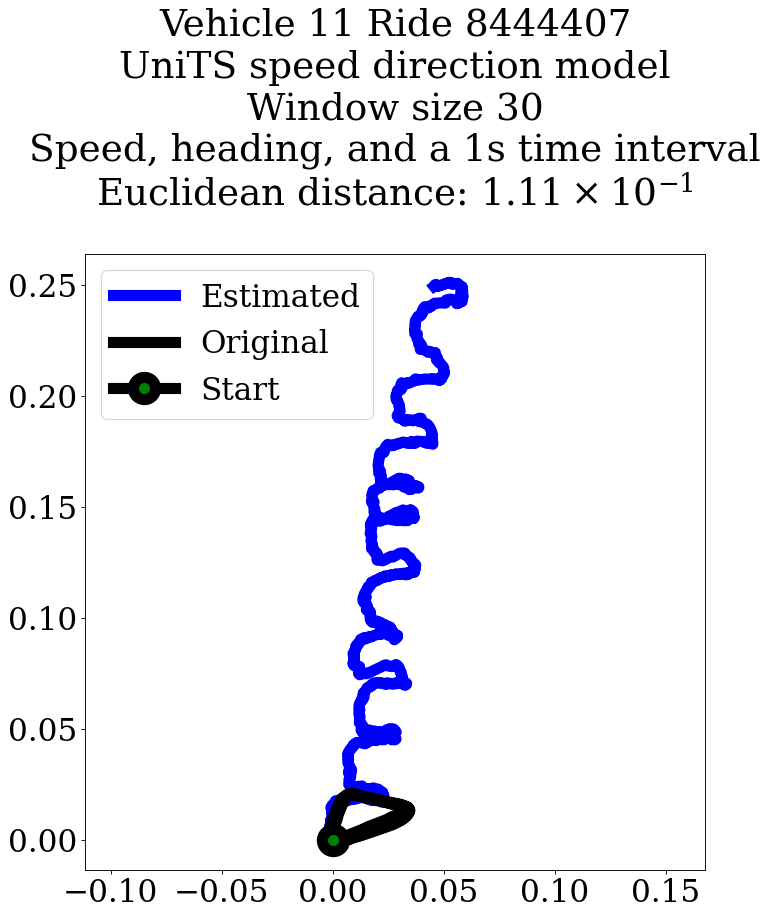 Vehicle 11 Ride 8444407
UniTS speed direction model
Window size 30
Speed, heading, and a 1s time interval
Euclidean distance: 1.11 × 10⁻¹
Estimated
Original
Start
0.25
0.20
0.15
0.10
0.05
0.00
−0.10 −0.05 0.00 0.05 0.10 0.15